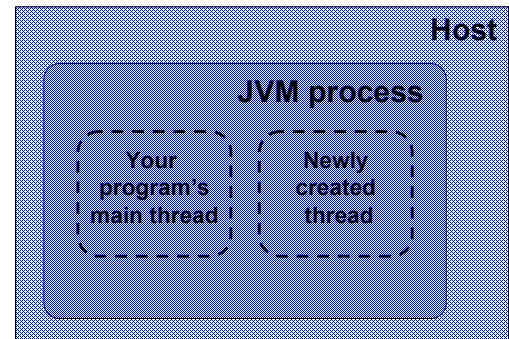 Host
JVM process
Your
program's
main thread
Newly
created
thread